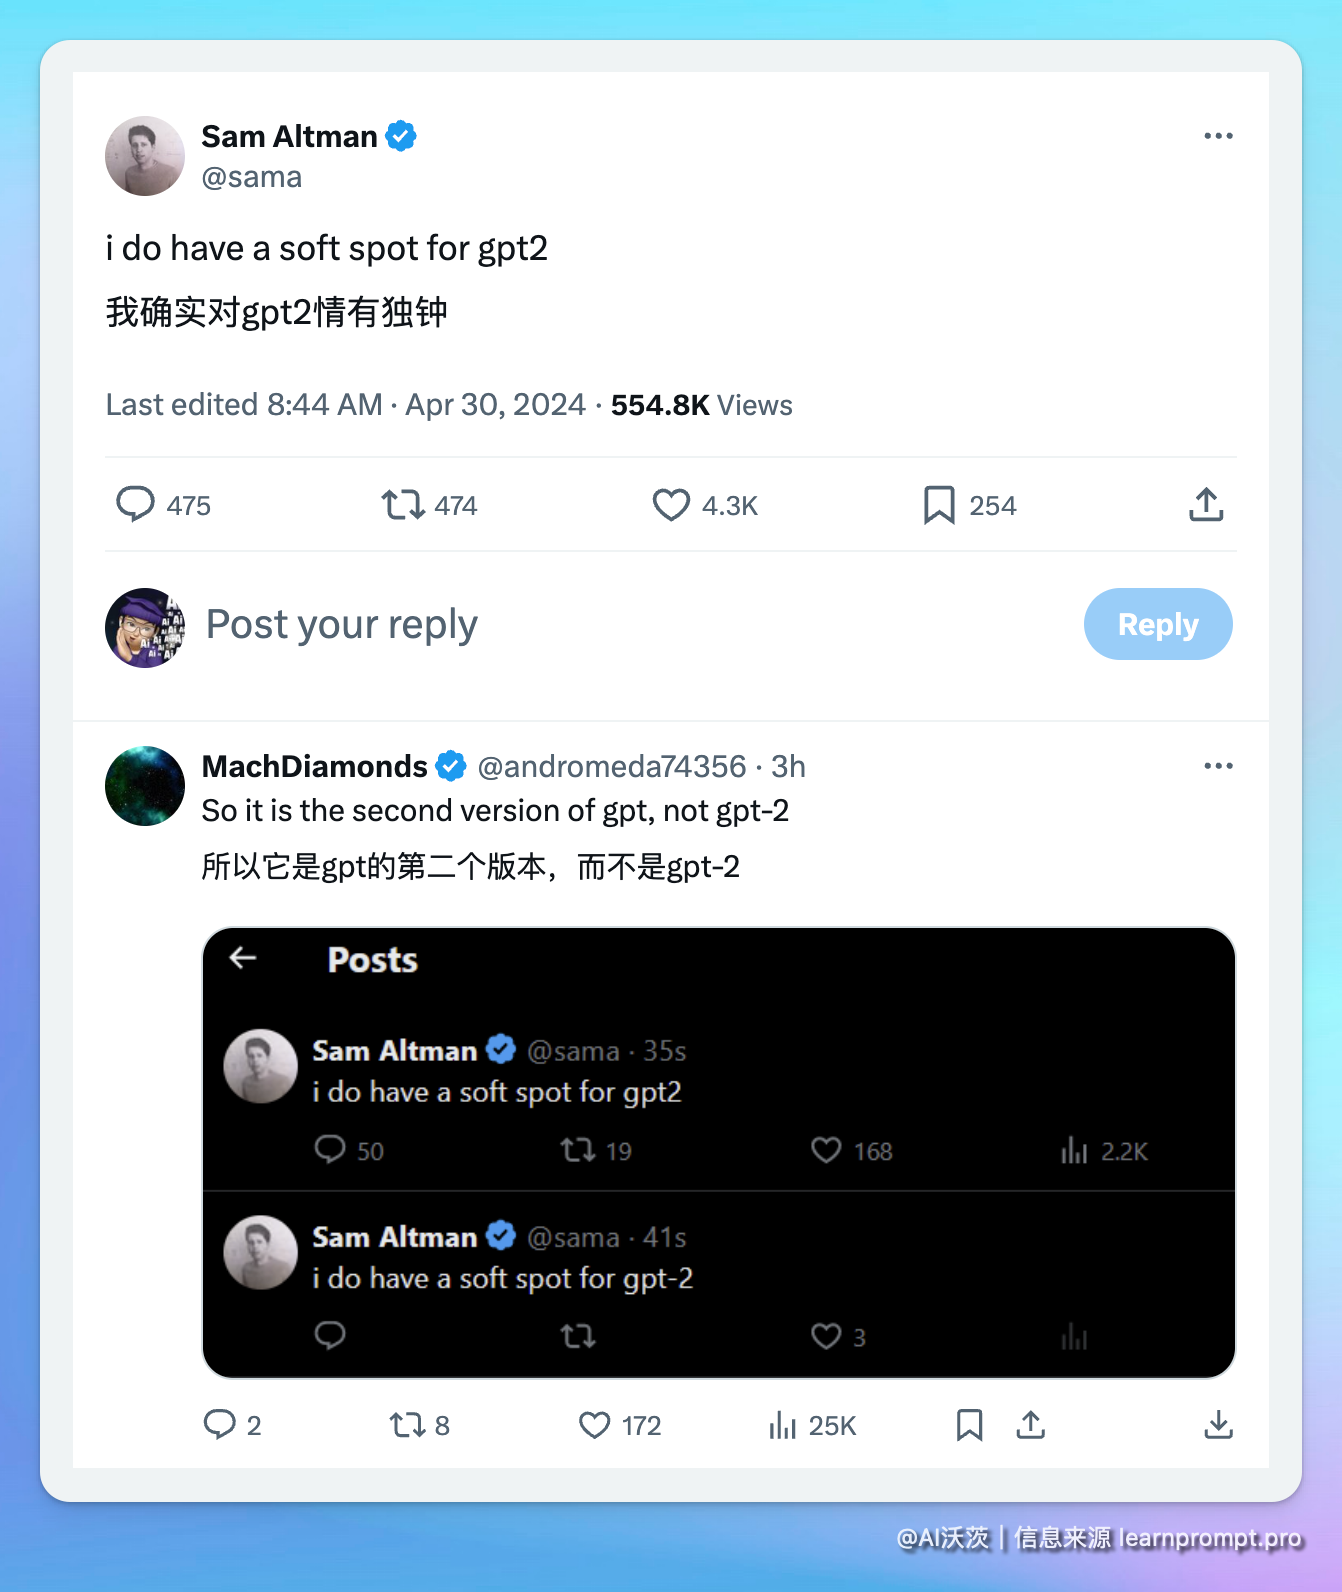 Sam Altman
@sama
i do have a soft spot for gpt2
我确实对gpt2情有独钟
Last edited 8:44 AM · Apr 30, 2024 · 554.8K Views
475 474 4.3K 254
Post your reply Reply
MachDiamonds @andromeda74356 · 3h
So it is the second version of gpt, not gpt-2
所以它是gpt的第二个版本，而不是gpt-2
Posts
Sam Altman @sama · 35s
i do have a soft spot for gpt2
50 19 168 2.2K
Sam Altman @sama · 41s
i do have a soft spot for gpt-2
3
2 8 172 25K
@AI沃茨｜信息来源 learnprompt.pro